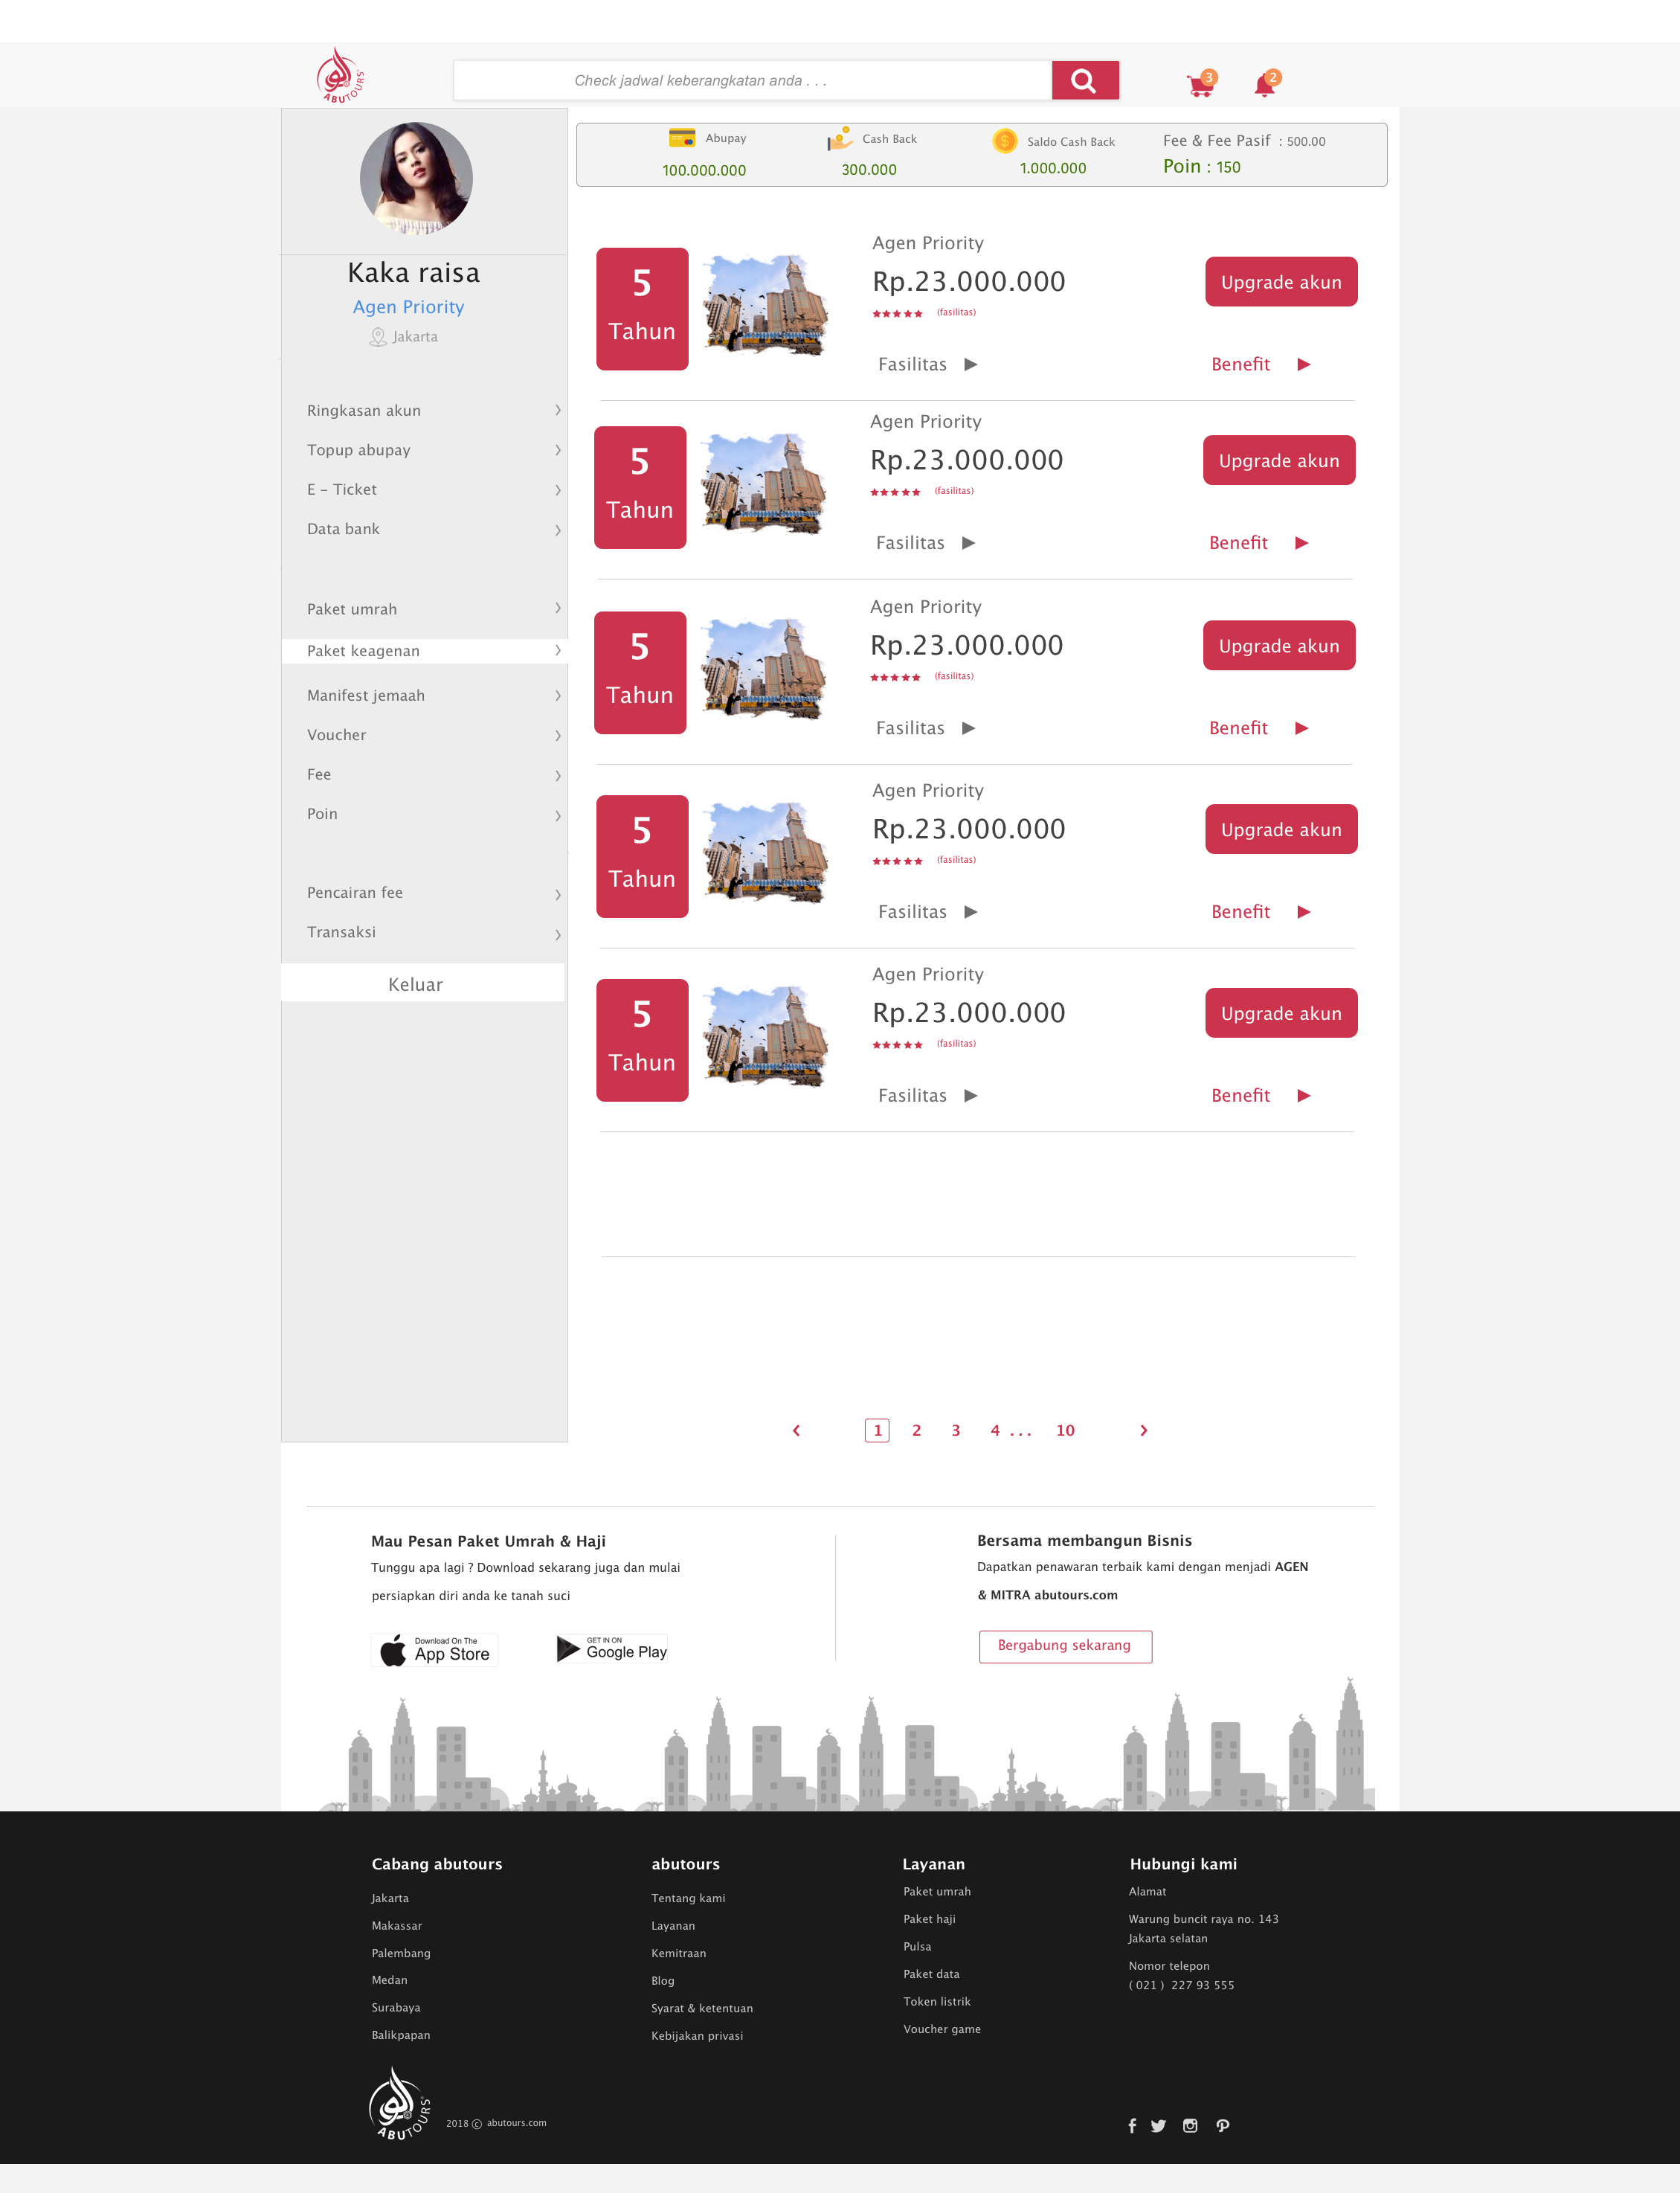 ABUTOURS
Check jadwal keberangkatan anda . . .
3
2
Kaka raisa
Agen Priority
Jakarta
Ringkasan akun
Topup abupay
E - Ticket
Data bank
Paket umrah
Paket keagenan
Manifest jemaah
Voucher
Fee
Poin
Pencairan fee
Transaksi
Keluar
Abupay
100.000.000
Cash Back
300.000
Saldo Cash Back
1.000.000
Fee & Fee Pasif : 500.00
Poin : 150
5
Tahun
Agen Priority
Rp.23.000.000
(fasilitas)
Fasilitas
Upgrade akun
Benefit
5
Tahun
Agen Priority
Rp.23.000.000
(fasilitas)
Fasilitas
Upgrade akun
Benefit
5
Tahun
Agen Priority
Rp.23.000.000
(fasilitas)
Fasilitas
Upgrade akun
Benefit
5
Tahun
Agen Priority
Rp.23.000.000
(fasilitas)
Fasilitas
Upgrade akun
Benefit
5
Tahun
Agen Priority
Rp.23.000.000
(fasilitas)
Fasilitas
Upgrade akun
Benefit
1 2 3 4 . . . 10
Mau Pesan Paket Umrah & Haji
Tunggu apa lagi ? Download sekarang juga dan mulai
persiapkan diri anda ke tanah suci
Download On The
App Store
GET IN ON
Google Play
Bersama membangun Bisnis
Dapatkan penawaran terbaik kami dengan menjadi AGEN
& MITRA abutours.com
Bergabung sekarang
Cabang abutours
Jakarta
Makassar
Palembang
Medan
Surabaya
Balikpapan
abutours
Tentang kami
Layanan
Kemitraan
Blog
Syarat & ketentuan
Kebijakan privasi
Layanan
Paket umrah
Paket haji
Pulsa
Paket data
Token listrik
Voucher game
Hubungi kami
Alamat
Warung buncit raya no. 143
Jakarta selatan
Nomor telepon
( 021 ) 227 93 555
ABUTOURS
2018 © abutours.com